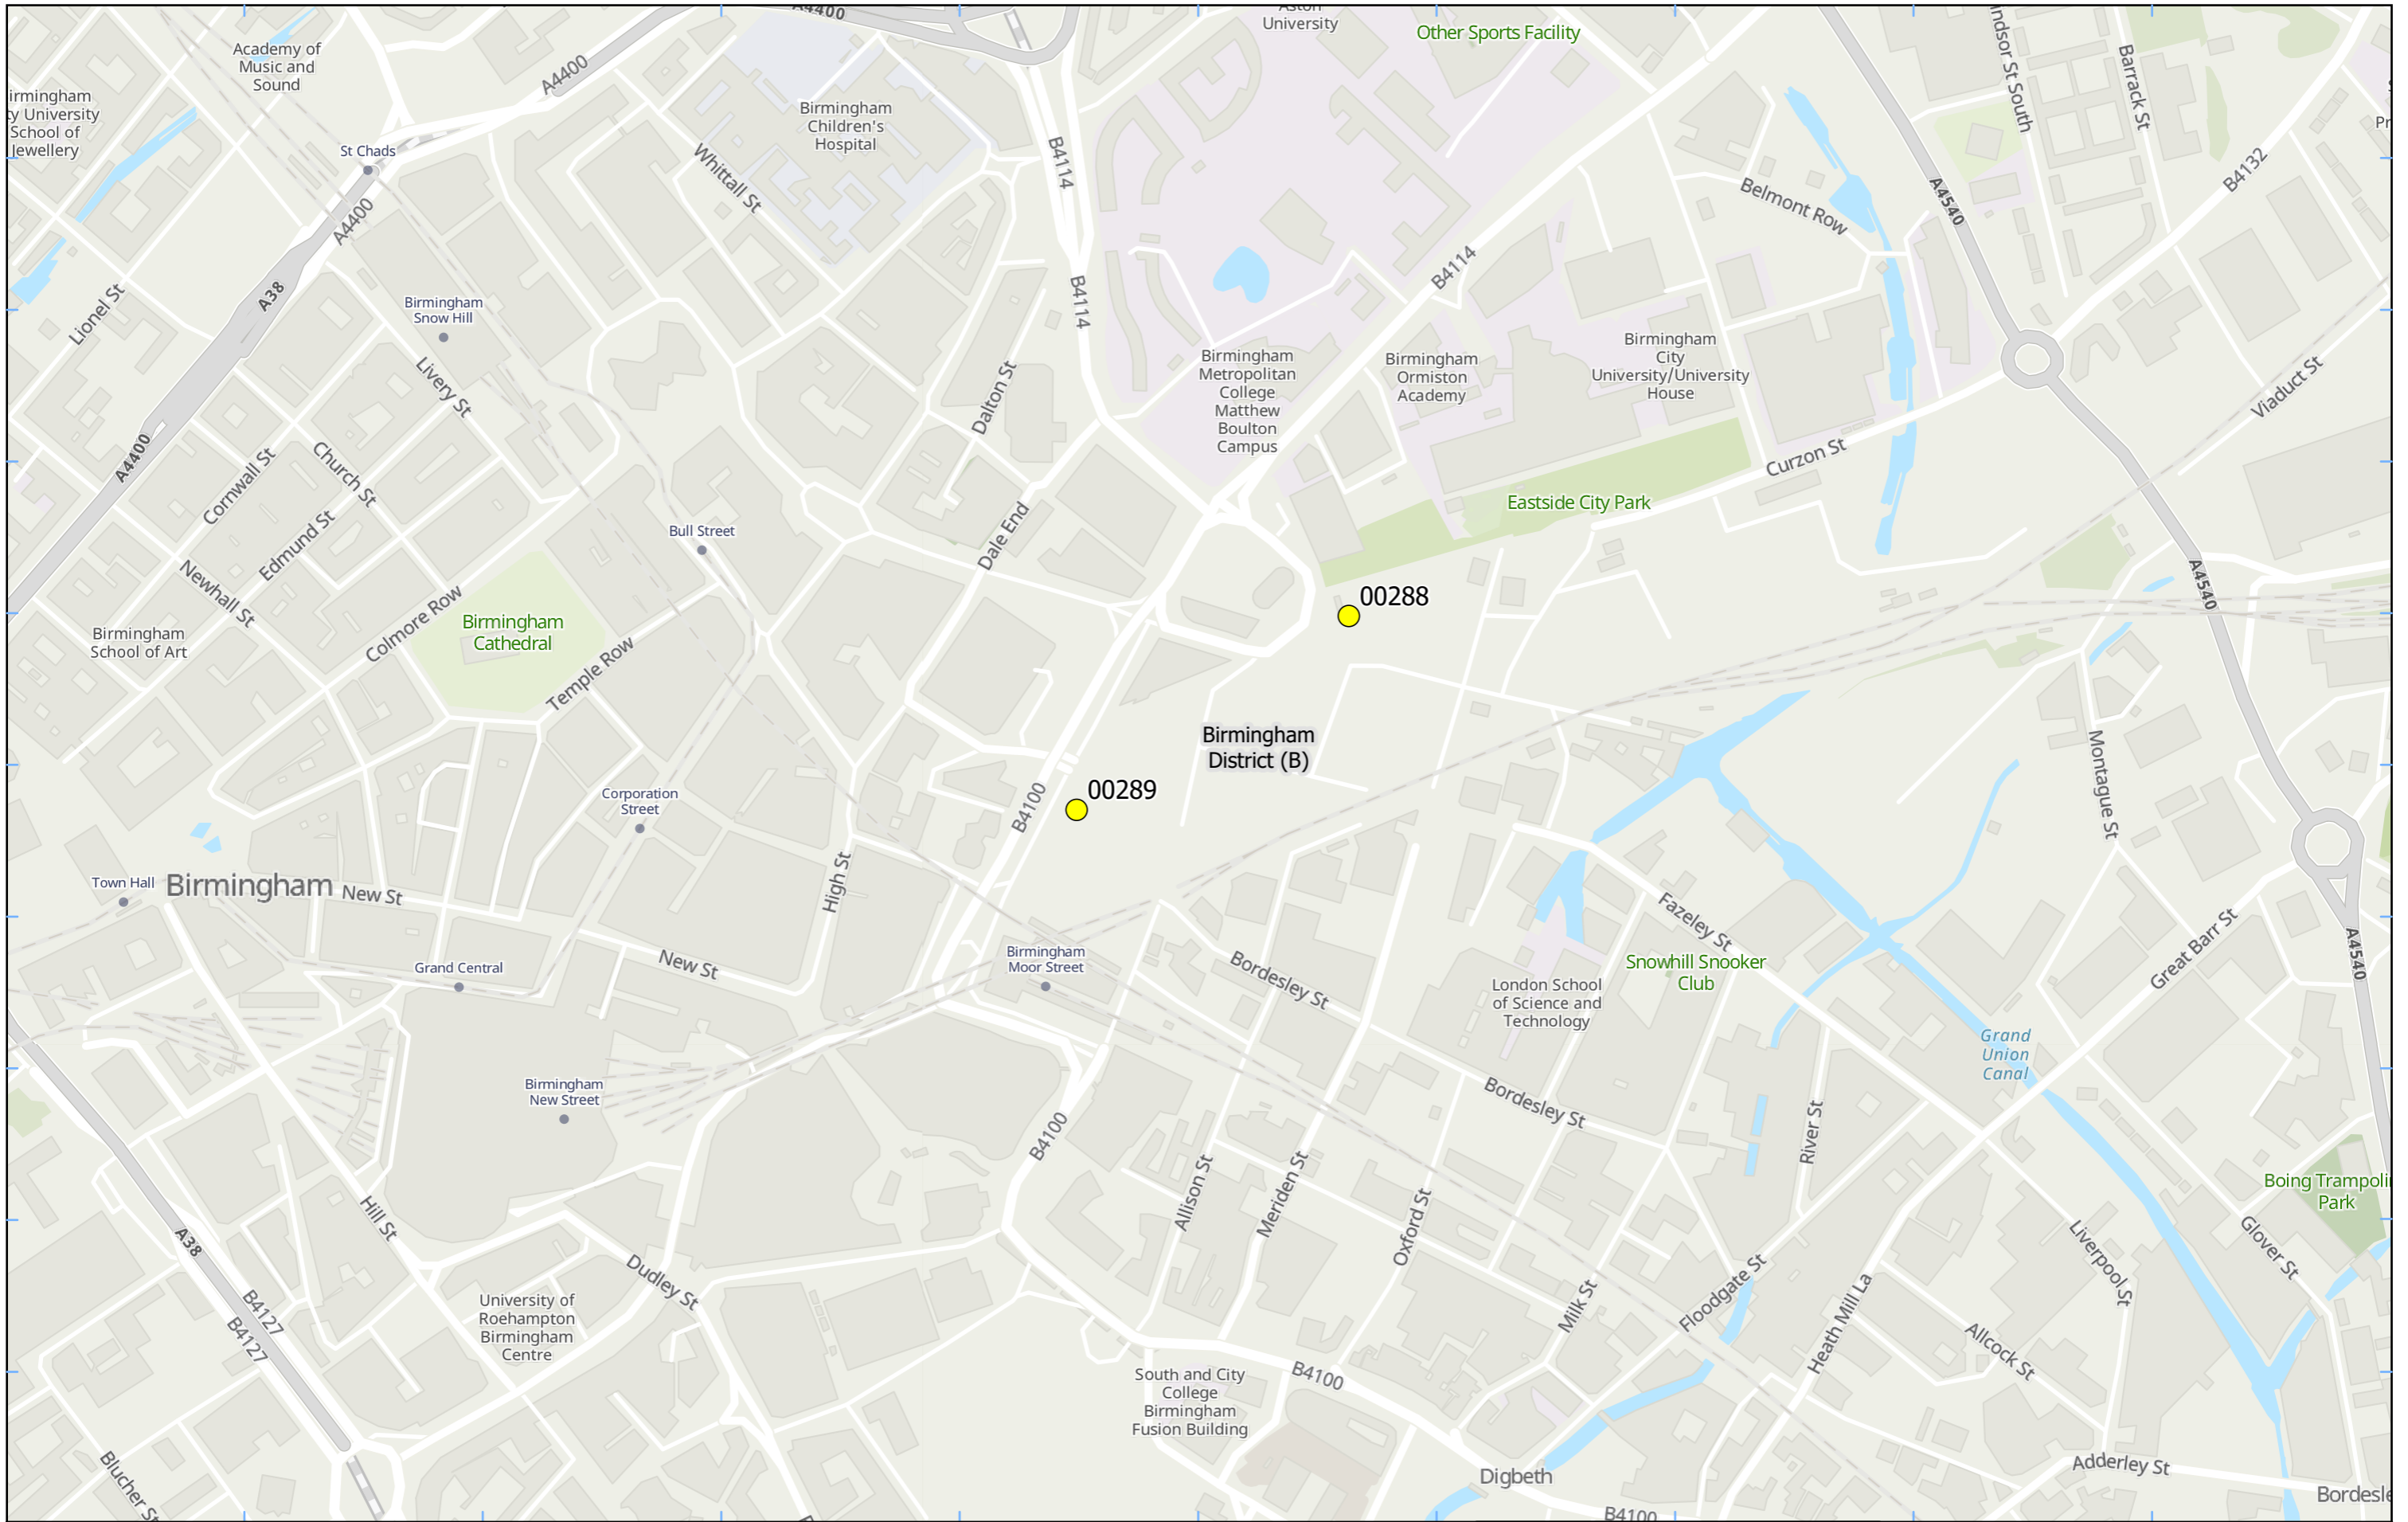 A4400
Aston
University
Other Sports Facility
Academy of
Music and
Sound
A4400
Birmingham
Children's
Hospital
Windsor St South
Barrack St
irmingham
ty University
School of
Jewellery
St Chads
A4400
Whittall St
B4114
Belmont Row
A4540
B4132
Pr
A38
Lionel St
Birmingham
Snow Hill
B4114
B4114
Birmingham
Metropolitan
College
Matthew
Boulton
Campus
Birmingham
Ormiston
Academy
Birmingham
City
University/University
House
Viaduct St
Livery St
Dalton St
A4400
Cornwall St
Church St
Curzon St
Eastside City Park
Edmund St
Bull Street
Dale End
Newhall St
Colmore Row
A4540
Birmingham
School of Art
Birmingham
Cathedral
Temple Row
00288
Birmingham
District (B)
Montague St
00289
B4100
Corporation
Street
High St
Town Hall
Birmingham
New St
Fazeley St
Great Barr St
A4540
Grand Central
New St
Birmingham
Moor Street
Bordesley St
Snowhill Snooker
Club
London School
of Science and
Technology
Grand
Union
Canal
Birmingham
New Street
B4100
Bordesley St
River St
Allison St
Meriden St
Oxford St
Boing Trampolin
Park
Hill St
A38
Dudley St
Liverpool St
Glover St
B4127
B4127
University of
Roehampton
Birmingham
Centre
Milk St
Floodgate St
Heath Mill La
Allcock St
South and City
College
Birmingham
Fusion Building
B4100
Blucher St
Digbeth
Adderley St
Bordesle
B4100